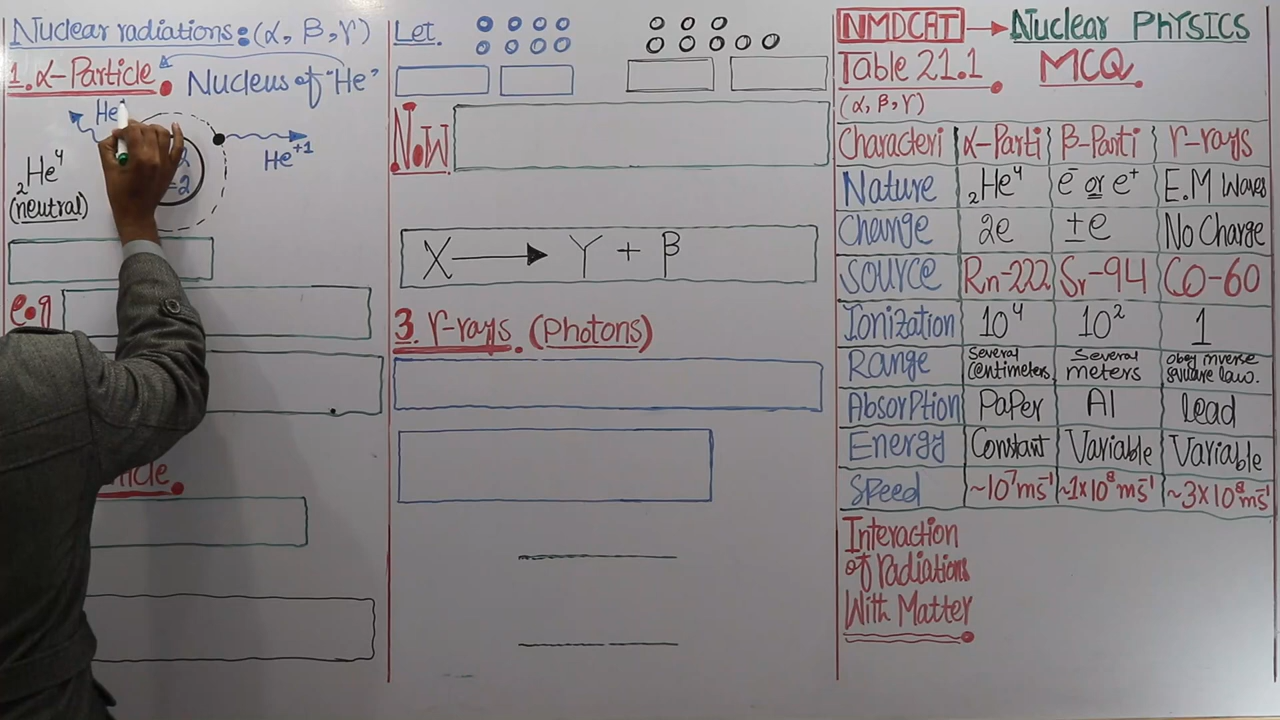 Nuclear radiations: (α, β, γ)
1. α-Particle. Nucleus of "He"
He
He+1
₂He⁴
(neutral)
=2
e.g
ticle.
Let
Now
X → Y + β
3. γ-rays. (Photons)
NMDCAT → Nuclear PHYSICS
Table 21.1. MCQ.
(α, β, γ)
Characteri α-Parti β-Parti γ-rays
Nature ₂He⁴ e⁻ or e⁺ E.M Waves
Charge 2e ±e No Charge
Source Rn-222 Sr-94 Co-60
Ionization 10⁴ 10² 1
Range Several Centimeters Several meters obey inverse square law.
Absorption Paper Al lead
Energy Constant Variable Variable
Speed ~10⁷ms⁻¹ ~1×10⁸ms⁻¹ ~3×10⁸ms⁻¹
Interaction
of radiations
With Matter